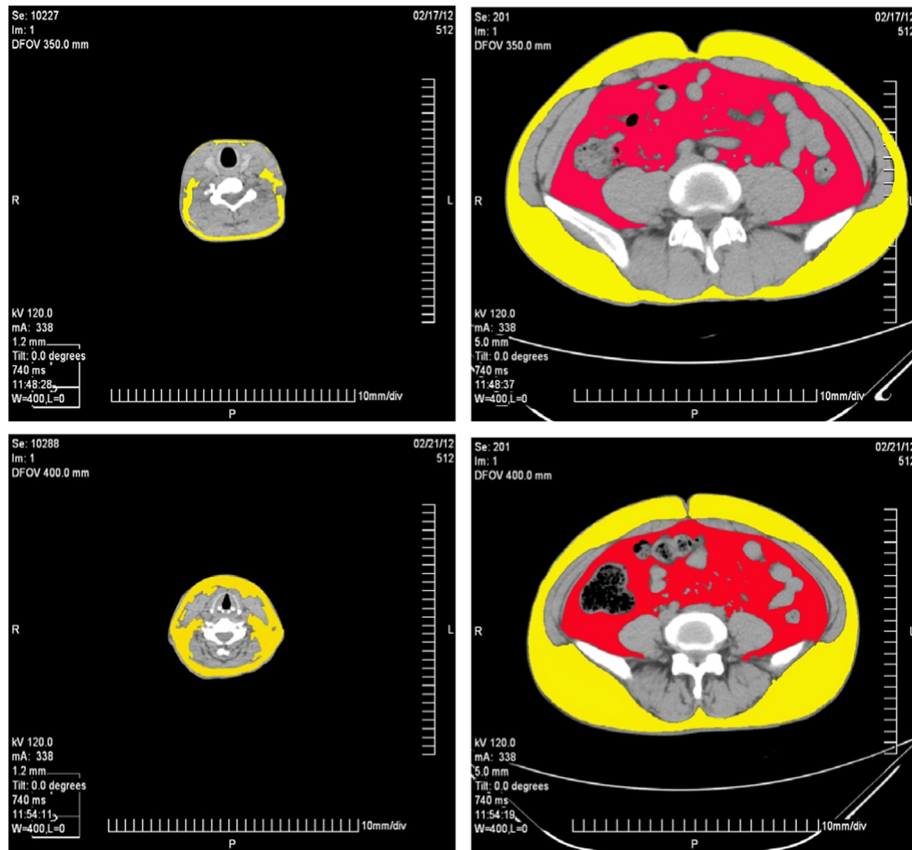 Se: 10227
Im: 1
DFOV 350.0 mm
02/17/12
512
R
L
kV 120.0
mA: 338
1.2 mm
Tilt: 0.0 degrees
740 ms
11:48:28
W=400,L=0
10mm/div
P
Se: 201
Im: 1
DFOV 350.0 mm
02/17/12
512
R
L
kV 120.0
mA: 338
5.0 mm
Tilt: 0.0 degrees
740 ms
11:48:37
W=400,L=0
10mm/div
P
Se: 10288
Im: 1
DFOV 400.0 mm
02/21/12
512
R
L
kV 120.0
mA: 338
1.2 mm
Tilt: 0.0 degrees
740 ms
11:54:11
W=400,L=0
10mm/div
P
Se: 201
Im: 1
DFOV 400.0 mm
02/21/12
512
R
L
kV 120.0
mA: 338
5.0 mm
Tilt: 0.0 degrees
740 ms
11:54:19
W=400,L=0
10mm/div
P